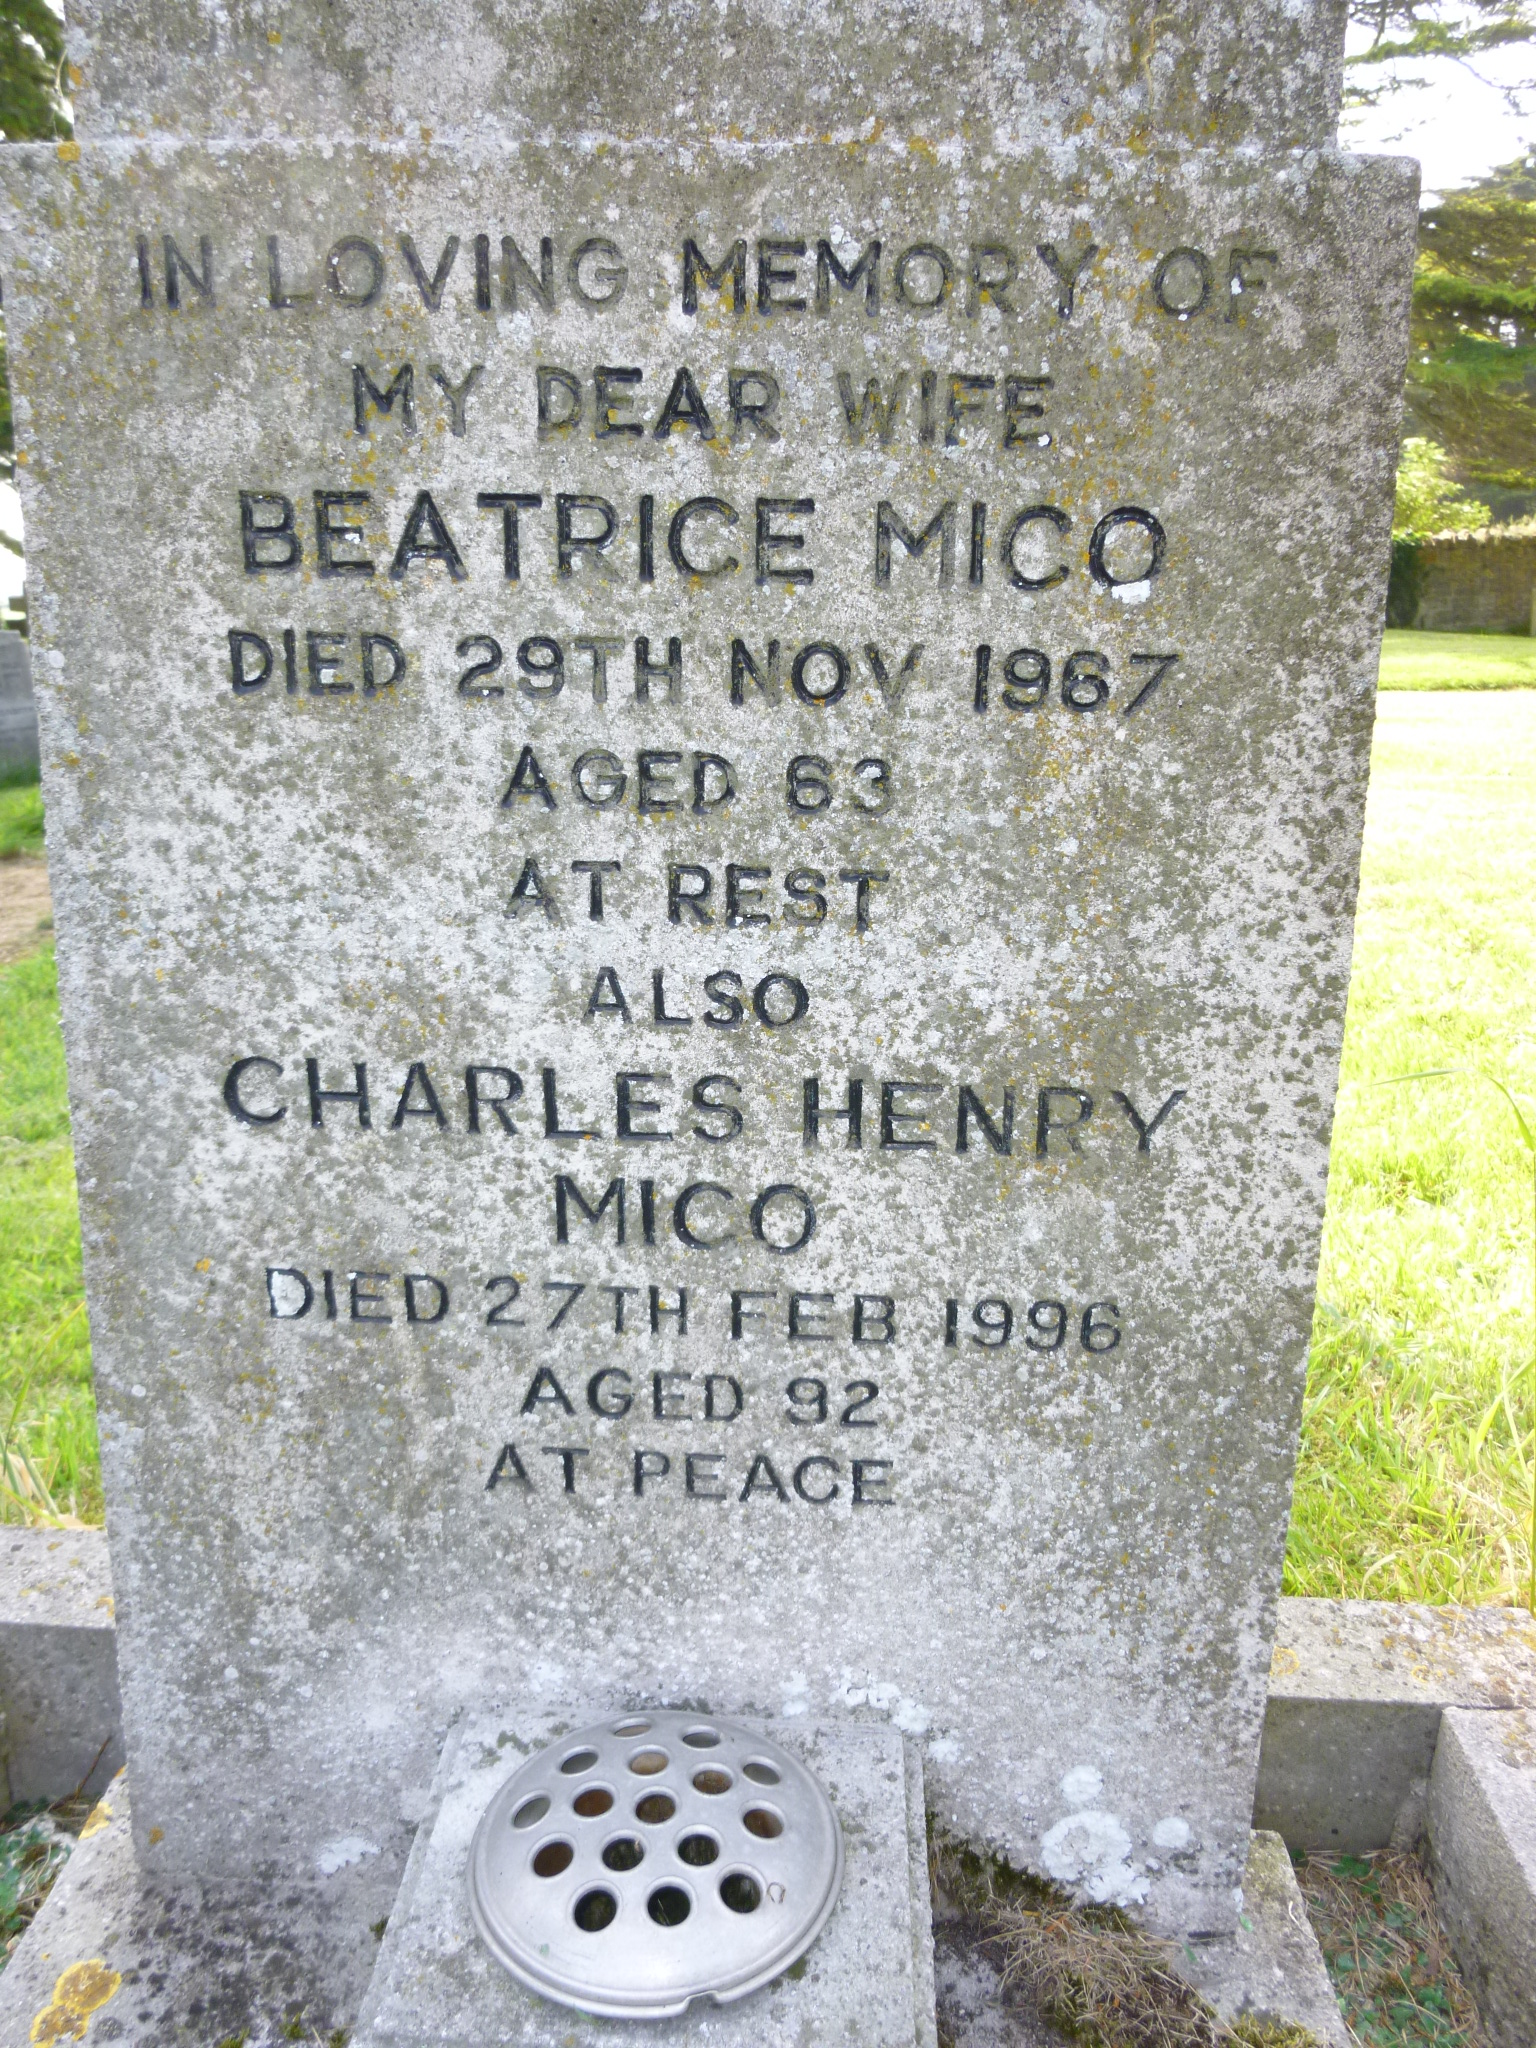 IN LOVING MEMORY OF
MY DEAR WIFE
BEATRICE MICO
DIED 29TH NOV 1967
AGED 63
AT REST
ALSO
CHARLES HENRY
MICO
DIED 27TH FEB 1996
AGED 92
AT PEACE